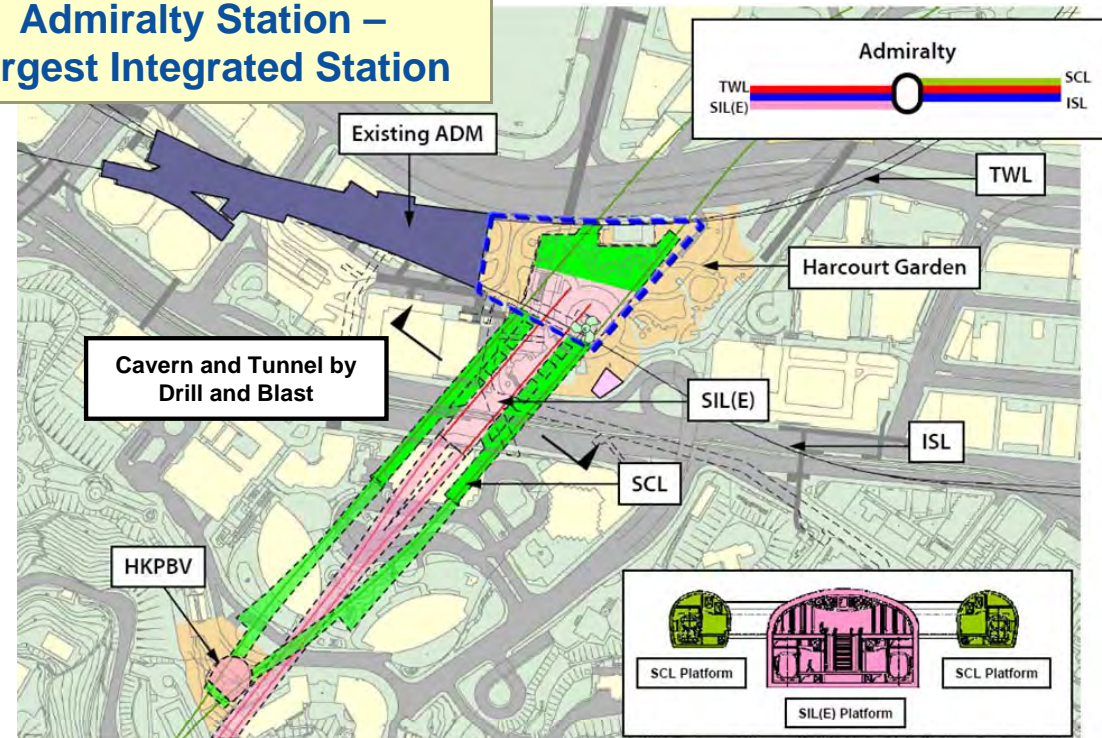 Admiralty Station –
rgest Integrated Station
Admiralty
TWL
SIL(E)
SCL
ISL
Existing ADM
TWL
Harcourt Garden
Cavern and Tunnel by
Drill and Blast
SIL(E)
ISL
SCL
HKPBV
SCL Platform
SCL Platform
SIL(E) Platform